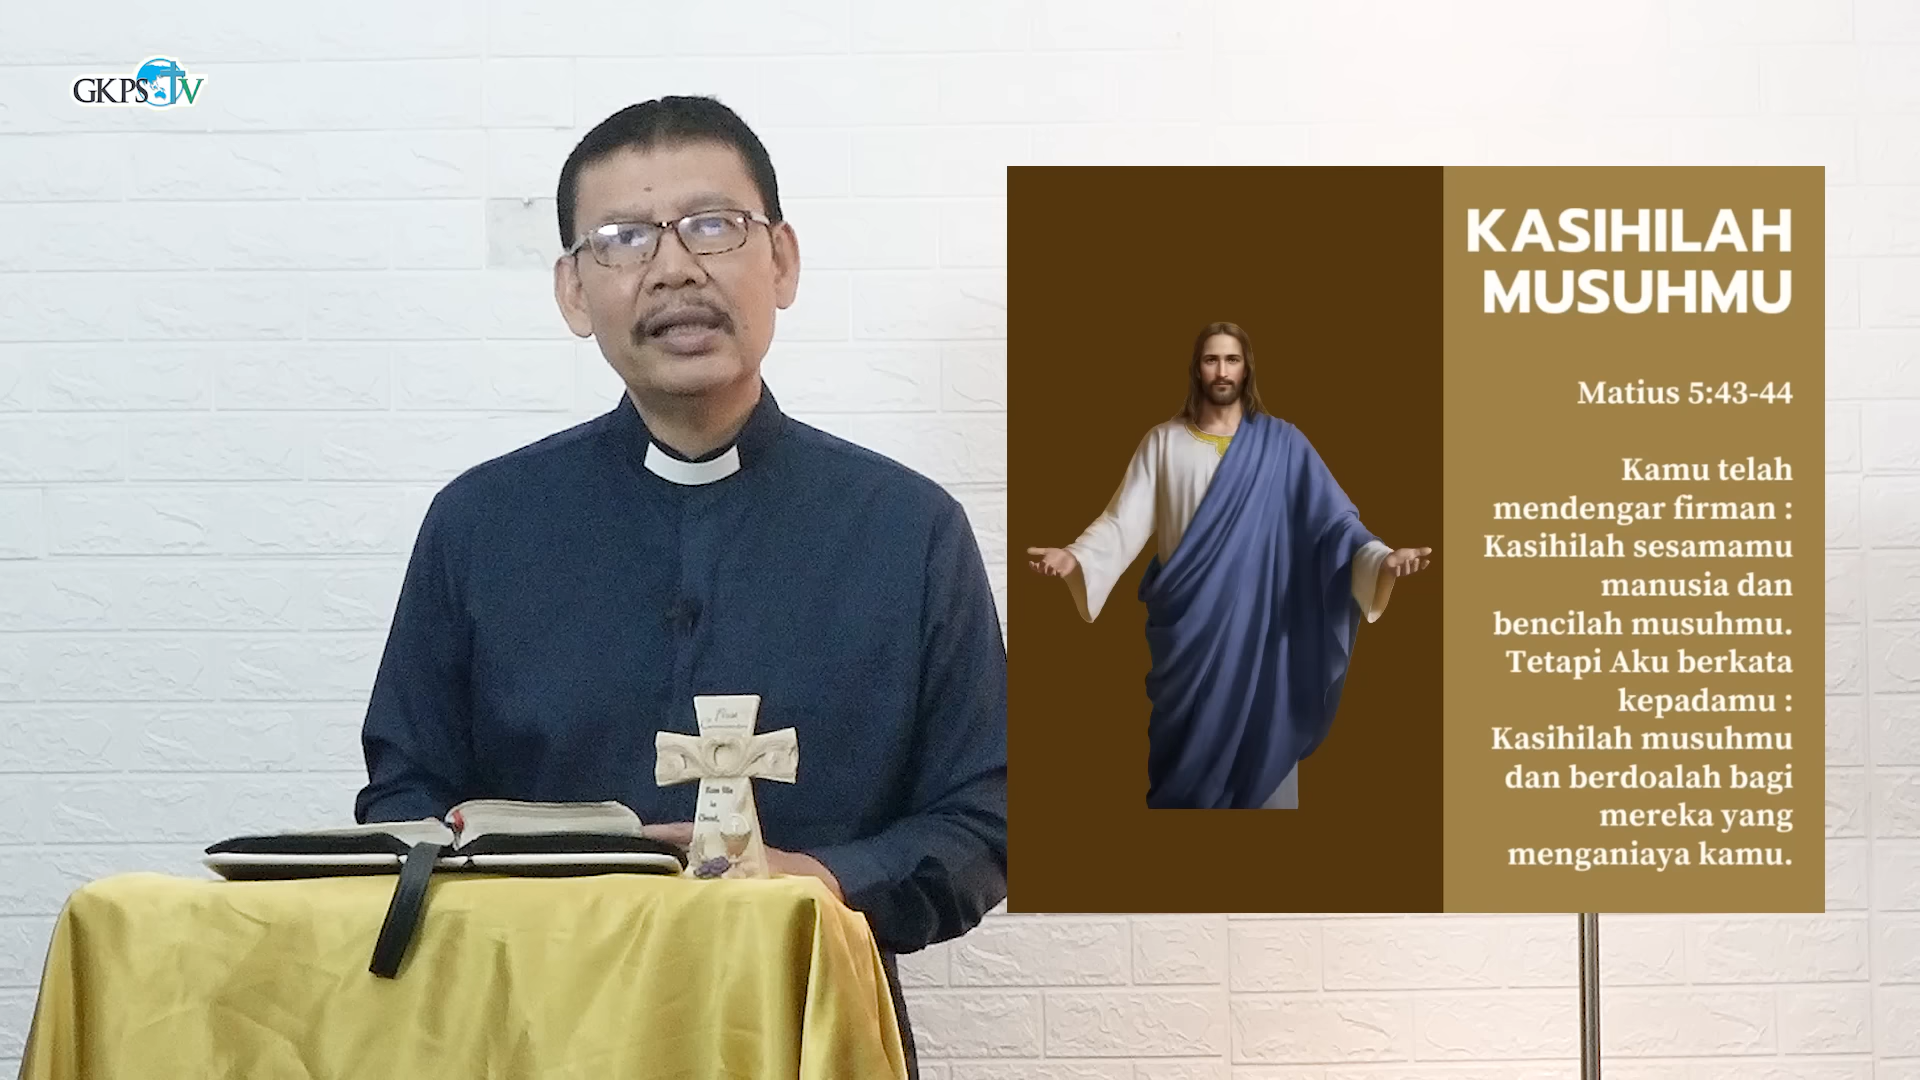 GKPS TV
KASIHILAH
MUSUHMU
Matius 5:43-44
Kamu telah
mendengar firman :
Kasihilah sesamamu
manusia dan
bencilah musuhmu.
Tetapi Aku berkata
kepadamu :
Kasihilah musuhmu
dan berdoalah bagi
mereka yang
menganiaya kamu.